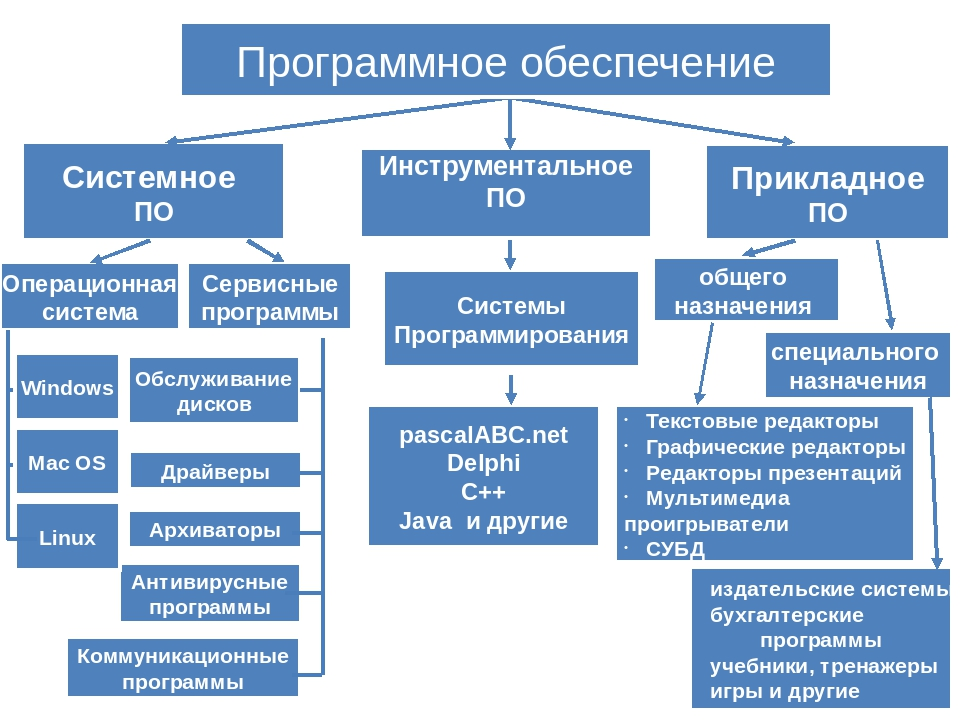 Программное обеспечение
Системное
ПО
Инструментальное
ПО
Прикладное
ПО
Операционная
система
Сервисные
программы
Windows
Mac OS
Linux
Обслуживание
дисков
Драйверы
Архиваторы
Антивирусные
программы
Коммуникационные
программы
Системы
Программирования
pascalABC.net
Delphi
C++
Java и другие
общего
назначения
специального
назначения
· Текстовые редакторы
· Графические редакторы
· Редакторы презентаций
· Мультимедиа
проигрыватели
· СУБД
издательские системы
бухгалтерские
программы
учебники, тренажеры
игры и другие